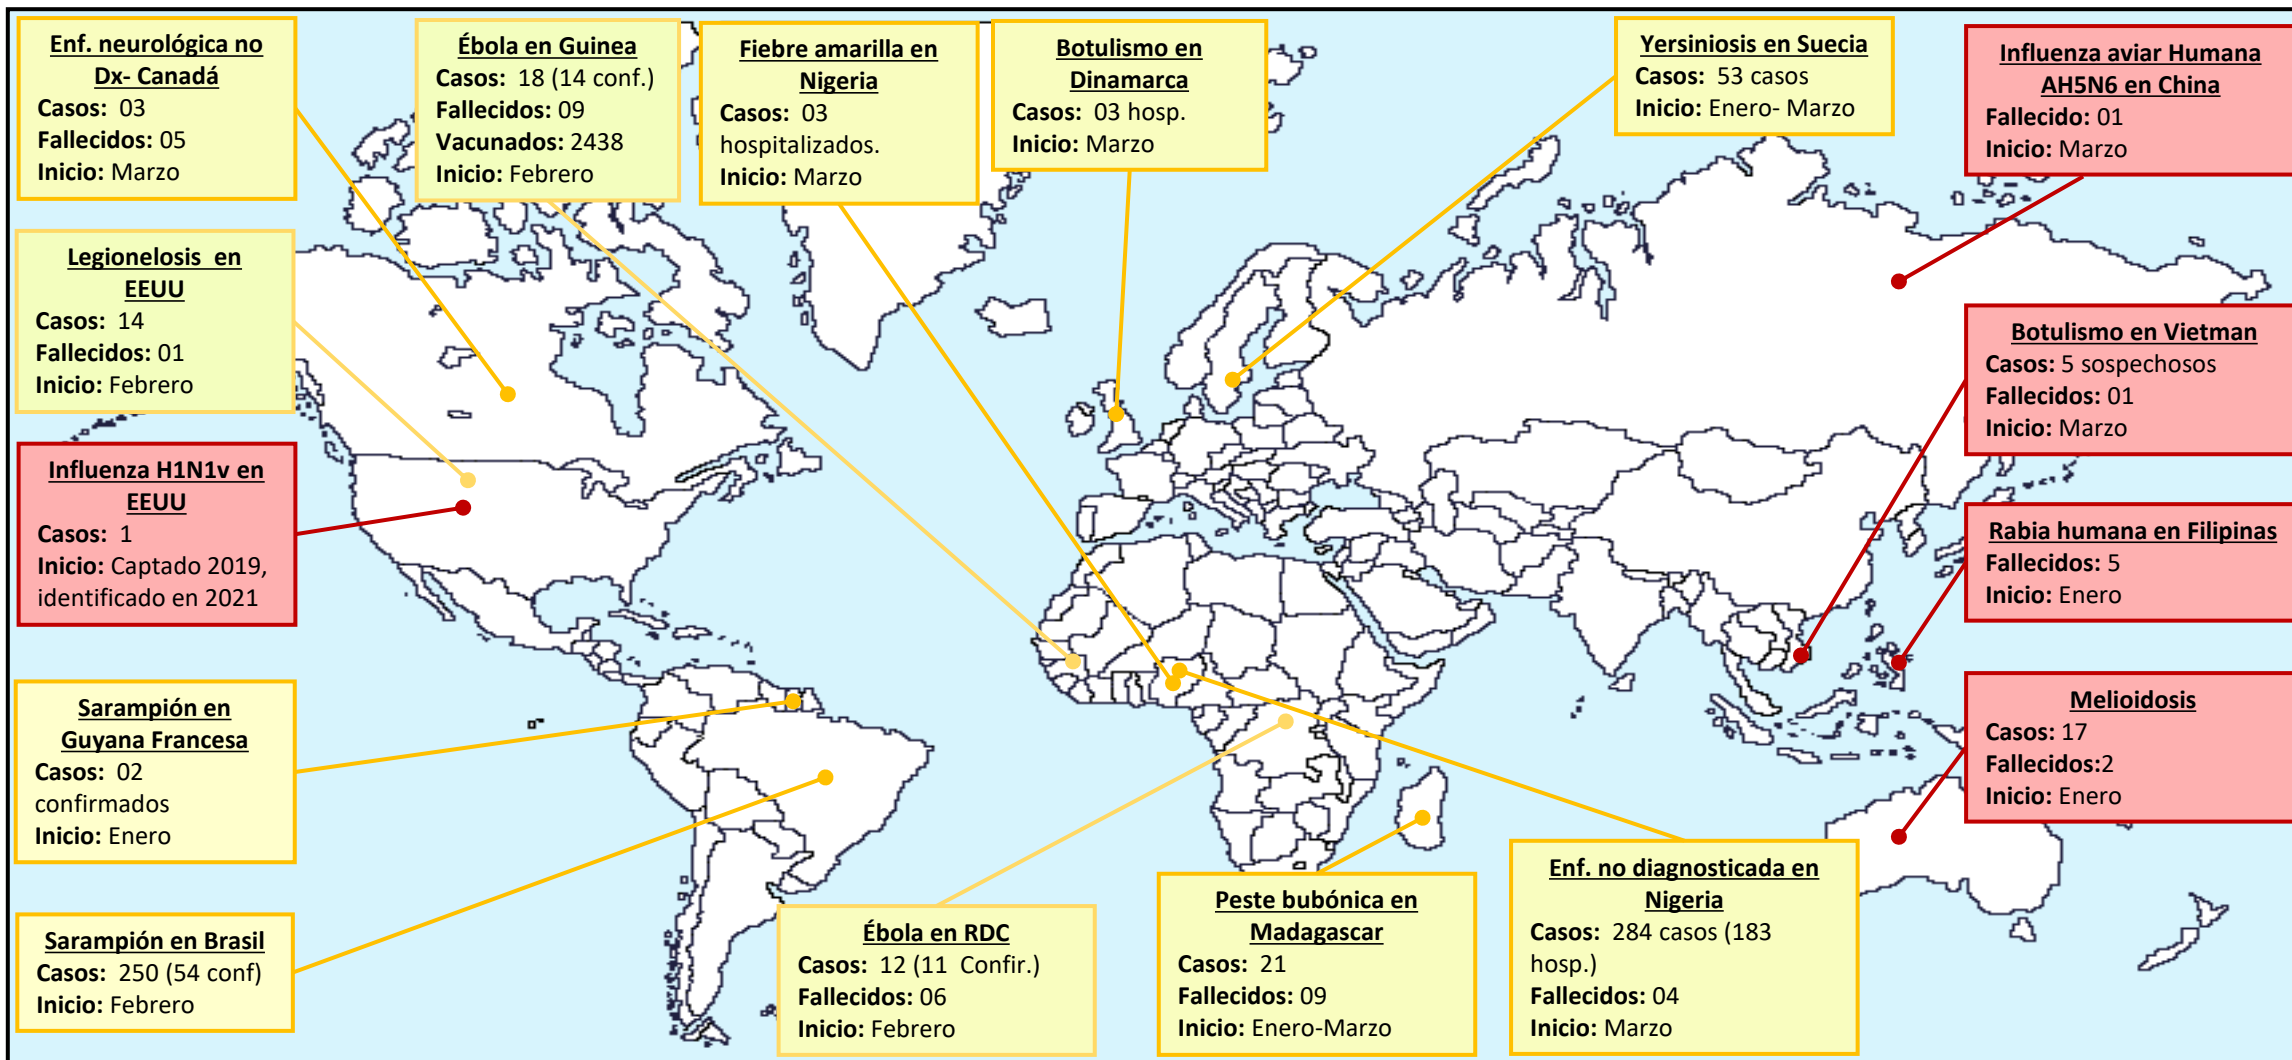 Enf. neurológica no
Dx- Canadá
Casos: 03
Fallecidos: 05
Inicio: Marzo
Ébola en Guinea
Casos: 18 (14 conf.)
Fallecidos: 09
Vacunados: 2438
Inicio: Febrero
Fiebre amarilla en
Nigeria
Casos: 03
hospitalizados.
Inicio: Marzo
Botulismo en
Dinamarca
Casos: 03 hosp.
Inicio: Marzo
Yersiniosis en Suecia
Casos: 53 casos
Inicio: Enero- Marzo
Influenza aviar Humana
AH5N6 en China
Fallecido: 01
Inicio: Marzo
Legionelosis en
EEUU
Casos: 14
Fallecidos: 01
Inicio: Febrero
Botulismo en Vietman
Casos: 5 sospechosos
Fallecidos: 01
Inicio: Marzo
Influenza H1N1v en
EEUU
Casos: 1
Inicio: Captado 2019,
identificado en 2021
Rabia humana en Filipinas
Fallecidos: 5
Inicio: Enero
Sarampión en
Guyana Francesa
Casos: 02
confirmados
Inicio: Enero
Melioidosis
Casos: 17
Fallecidos:2
Inicio: Enero
Sarampión en Brasil
Casos: 250 (54 conf)
Inicio: Febrero
Ébola en RDC
Casos: 12 (11 Confir.)
Fallecidos: 06
Inicio: Febrero
Peste bubónica en
Madagascar
Casos: 21
Fallecidos: 09
Inicio: Enero-Marzo
Enf. no diagnosticada en
Nigeria
Casos: 284 casos (183
hosp.)
Fallecidos: 04
Inicio: Marzo